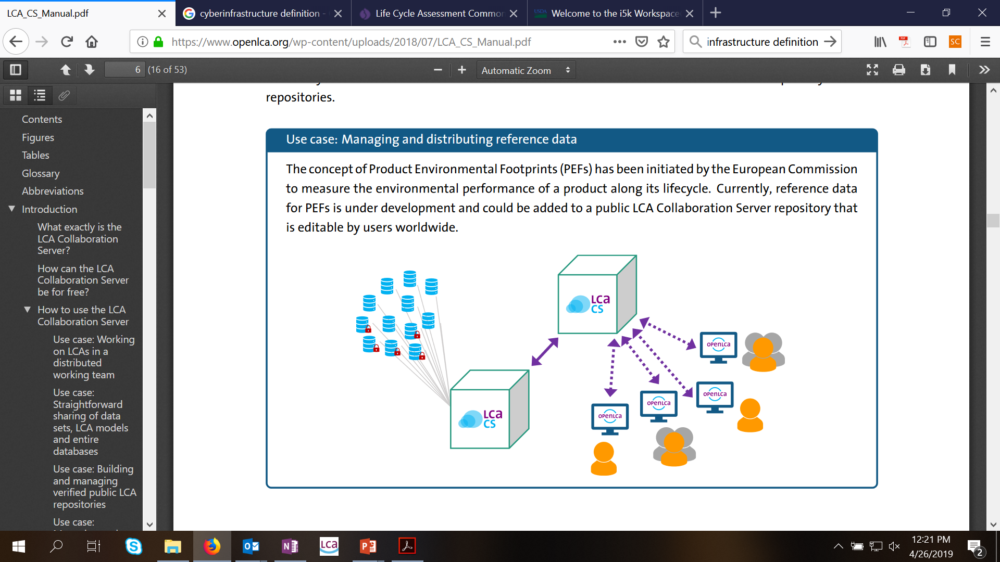 LCA_CS_Manual.pdf
cyberinfrastructure definition -
Life Cycle Assessment Common
USDA
Welcome to the i5k Workspace
https://www.openlca.org/wp-content/uploads/2018/07/LCA_CS_Manual.pdf
infrastructure definition
PDF
SC
6
(16 of 53)
Automatic Zoom
Contents
Figures
Tables
Glossary
Abbreviations
Introduction
What exactly is the
LCA Collaboration
Server?
How can the LCA
Collaboration Server
be for free?
How to use the LCA
Collaboration Server
Use case: Working
on LCAs in a
distributed
working team
Use case:
Straightforward
sharing of data
sets, LCA models
and entire
databases
Use case: Building
and managing
verified public LCA
repositories
Use case:
repositories.
Use case: Managing and distributing reference data
The concept of Product Environmental Footprints (PEFs) has been initiated by the European Commission
to measure the environmental performance of a product along its lifecycle. Currently, reference data
for PEFs is under development and could be added to a public LCA Collaboration Server repository that
is editable by users worldwide.
LCa
CS
LCa
CS
OPENLCA
OPENLCA
OPENLCA
OPENLCA
S
N
LCa
P
12:21 PM
4/26/2019
2